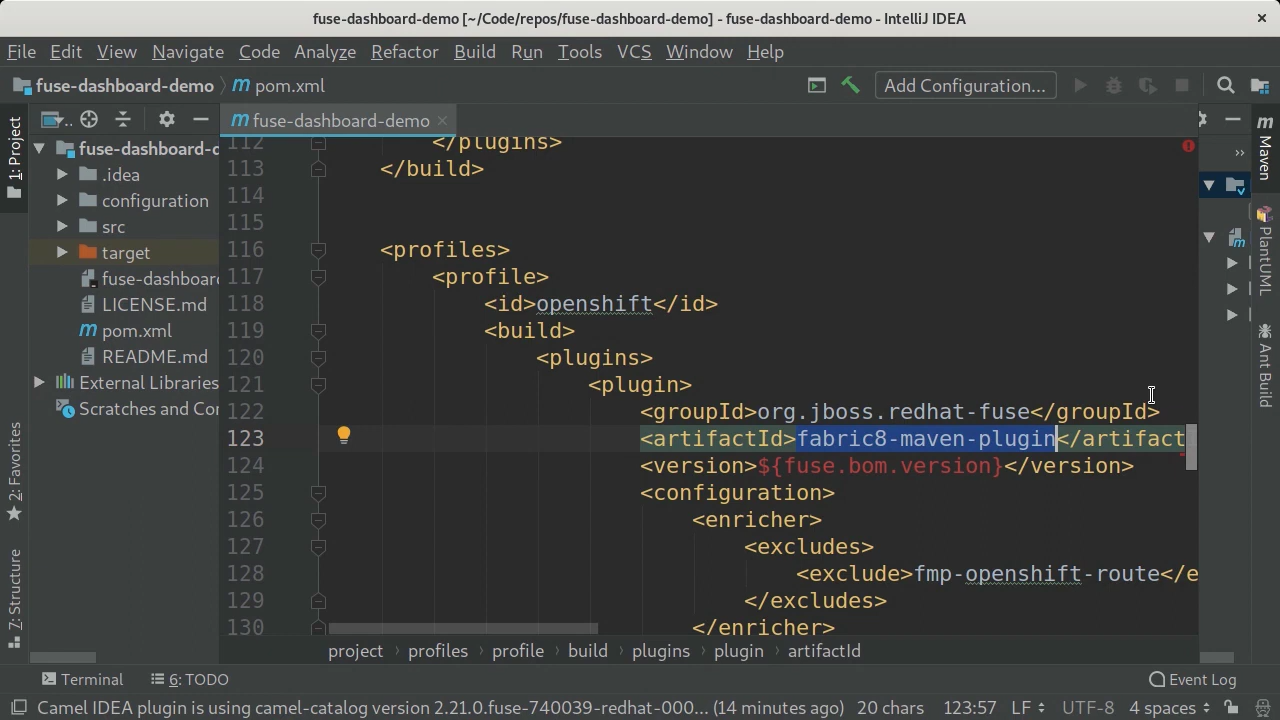 fuse-dashboard-demo [~/Code/repos/fuse-dashboard-demo] - fuse-dashboard-demo - IntelliJ IDEA
File Edit View Navigate Code Analyze Refactor Build Run Tools VCS Window Help
fuse-dashboard-demo pom.xml Add Configuration...
1: Project
2: Favorites
7: Structure
fuse-dashboard-d
.idea
configuration
src
target
fuse-dashboar
LICENSE.md
pom.xml
README.md
External Libraries
Scratches and Con
fuse-dashboard-demo
112 </plugins>
113 </build>
114
115
116 <profiles>
117 <profile>
118 <id>openshift</id>
119 <build>
120 <plugins>
121 <plugin>
122 <groupId>org.jboss.redhat-fuse</groupId>
123 <artifactId>fabric8-maven-plugin</artifact
124 <version>${fuse.bom.version}</version>
125 <configuration>
126 <enricher>
127 <excludes>
128 <exclude>fmp-openshift-route</e
129 </excludes>
130 </enricher>
project profiles profile build plugins plugin artifactId
Maven
PlantUML
Ant Build
Terminal 6: TODO Event Log
Camel IDEA plugin is using camel-catalog version 2.21.0.fuse-740039-redhat-000... (14 minutes ago) 20 chars 123:57 LF UTF-8 4 spaces